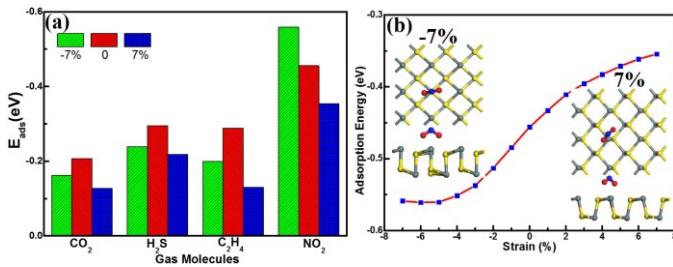 (a)
-0.6
-0.4
-0.2
0.0
E_ads(eV)
-7% 0 7%
CO₂ H₂S C₂H₄ NO₂
Gas Molecules
(b)
-0.3
-0.4
-0.5
-0.6
Adsorption Energy (eV)
-7%
7%
-8 -6 -4 -2 0 2 4 6 8
Strain (%)